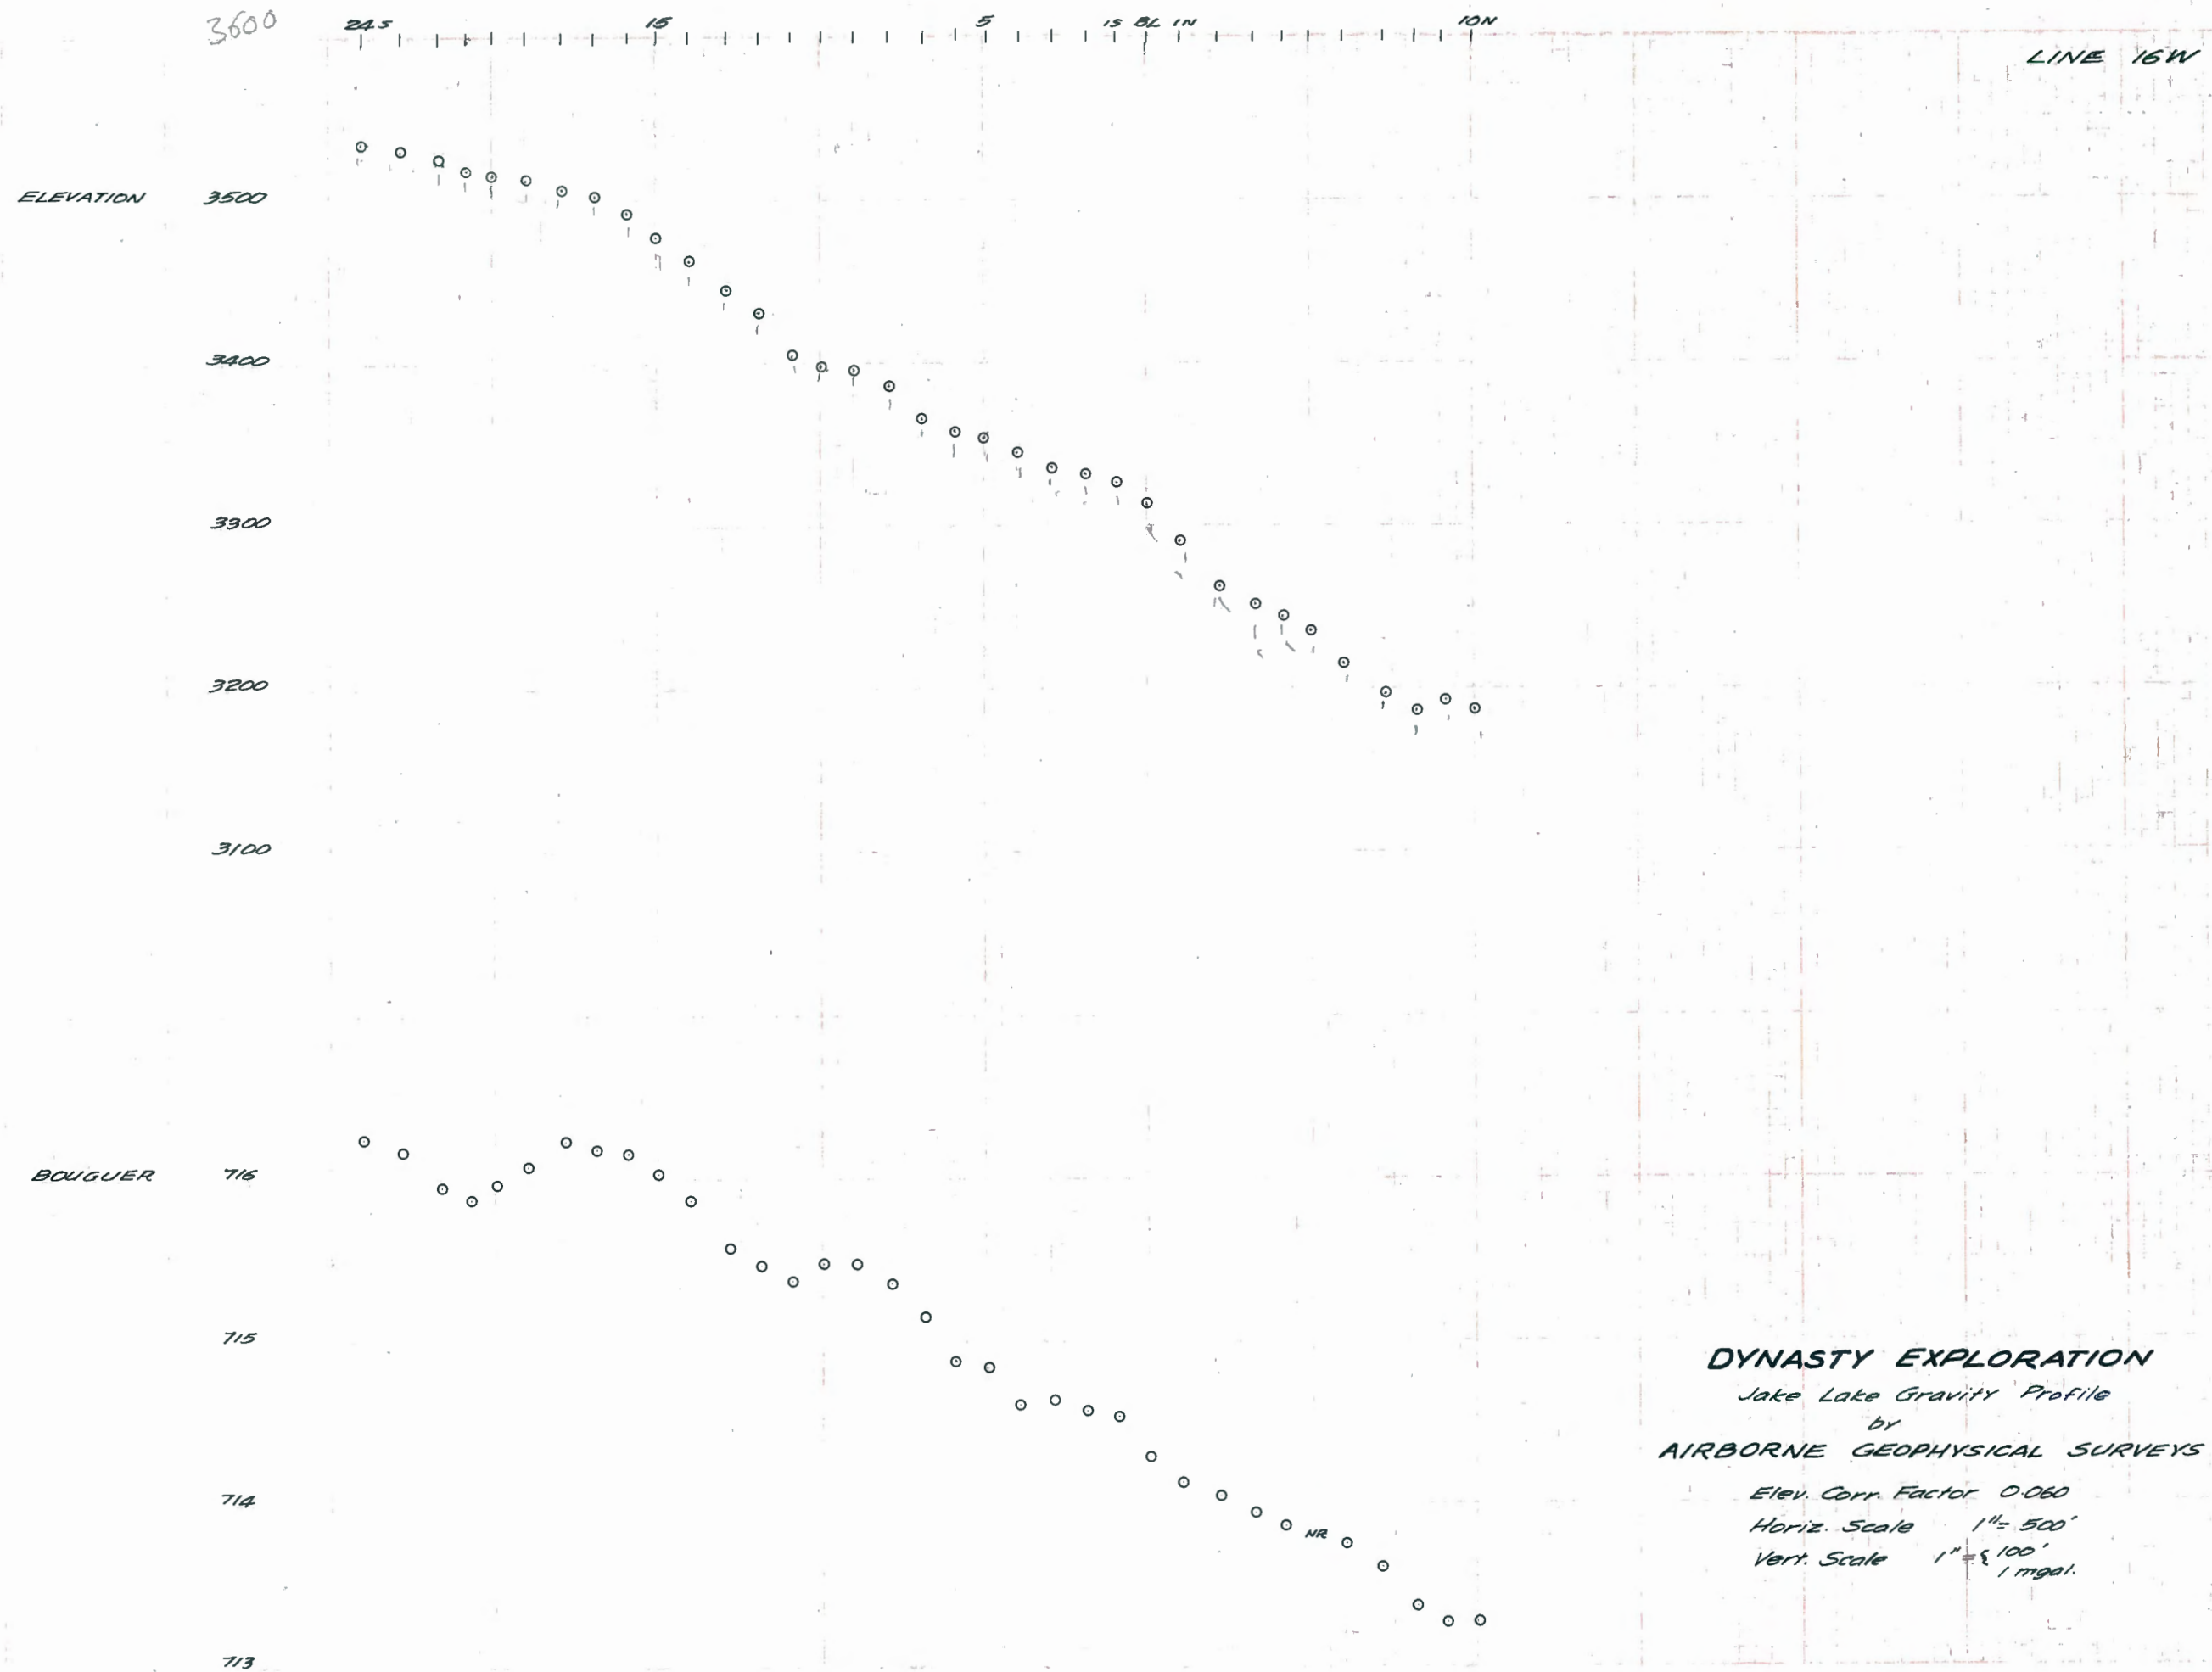 3600
24S 15 5 1S BL 1N 10N
LINE 16W
ELEVATION 3500
3400
3300
3200
3100
BOUGUER 716
715
714
NR
713
DYNASTY EXPLORATION
Jake Lake Gravity Profile
by
AIRBORNE GEOPHYSICAL SURVEYS
Elev. Corr. Factor 0.060
Horiz. Scale 1"= 500'
Vert. Scale 1"={ 100'
1 mgal.